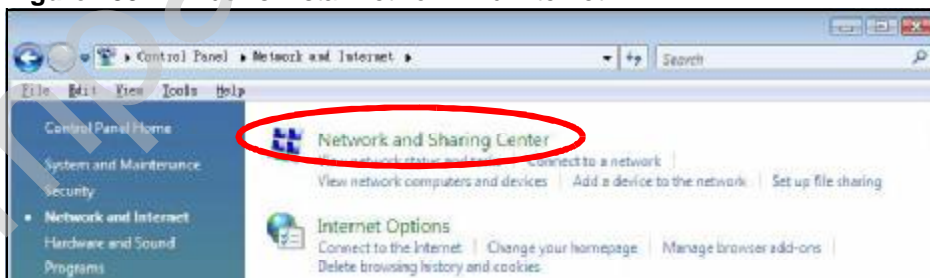 Control Panel ▸ Network and Internet ▸
Search
File Edit View Tools Help
Control Panel Home
System and Maintenance
Security
• Network and Internet
Hardware and Sound
Programs
Network and Sharing Center
View network status and Connect to a network
View network computers and devices Add a device to the network Set up file sharing
Internet Options
Connect to the Internet Change your homepage Manage browser add-ons
Delete browsing history and cookies